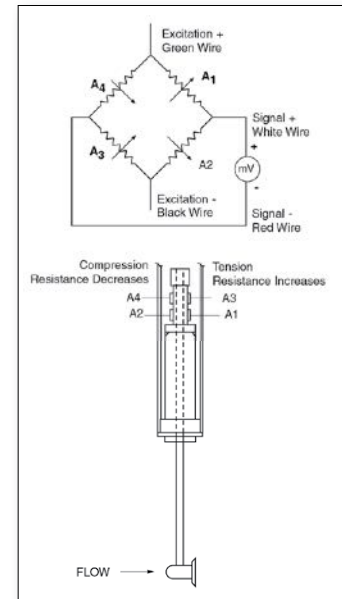 Excitation +
Green Wire
A4
A1
Signal +
White Wire
+
mV
-
A3
A2
Excitation -
Black Wire
Signal -
Red Wire
Compression
Resistance Decreases
Tension
Resistance Increases
A4
A3
A2
A1
FLOW